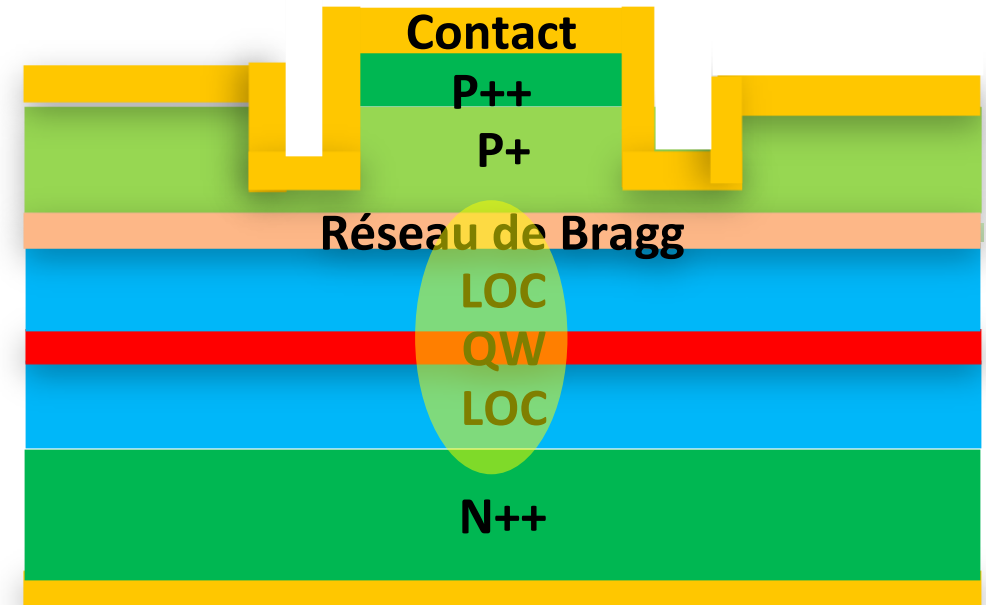 Contact
P++
P+
Réseau de Bragg
LOC
QW
LOC
N++